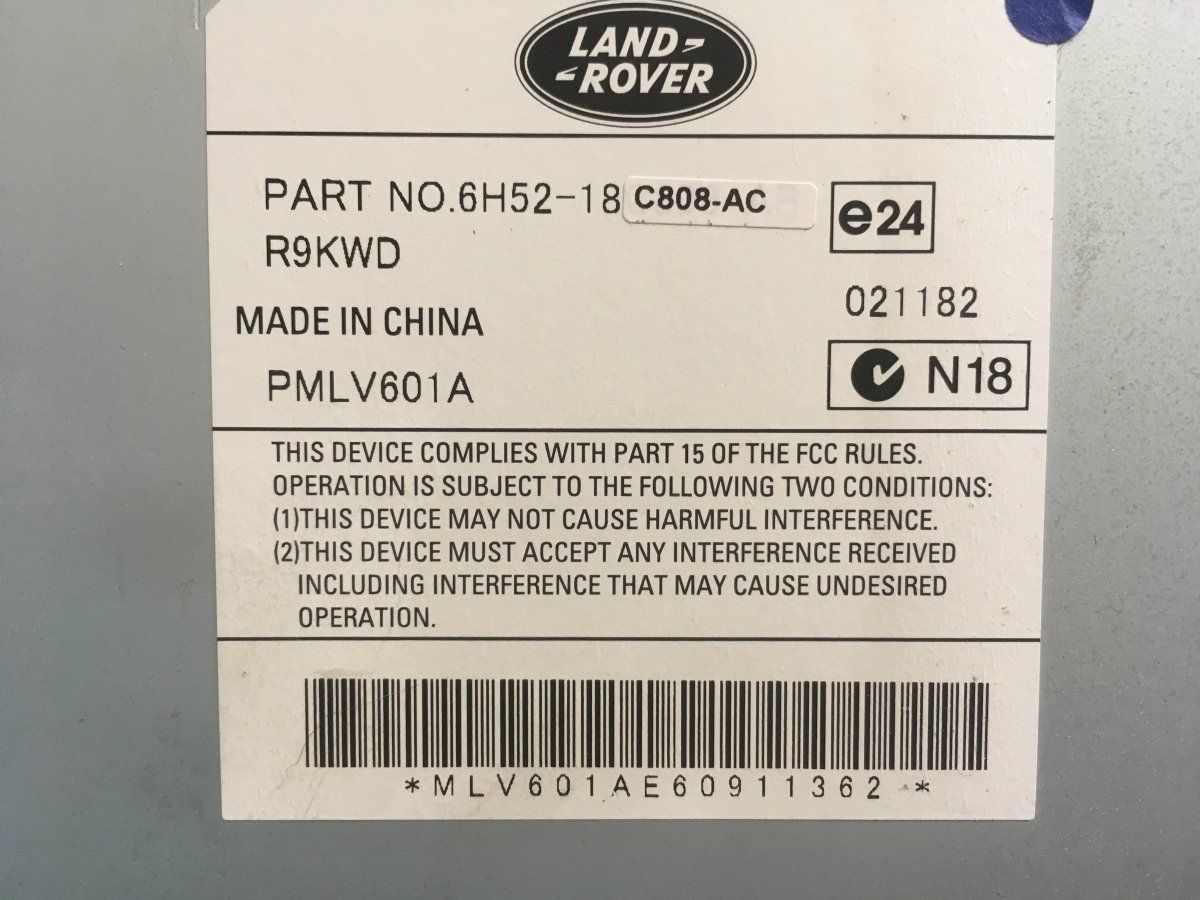 LAND-
-ROVER
PART NO.6H52-18 C808-AC
e24
R9KWD
021182
MADE IN CHINA
N18
PMLV601A
THIS DEVICE COMPLIES WITH PART 15 OF THE FCC RULES.
OPERATION IS SUBJECT TO THE FOLLOWING TWO CONDITIONS:
(1)THIS DEVICE MAY NOT CAUSE HARMFUL INTERFERENCE.
(2)THIS DEVICE MUST ACCEPT ANY INTERFERENCE RECEIVED
INCLUDING INTERFERENCE THAT MAY CAUSE UNDESIRED
OPERATION.
*MLV601AE60911362 *